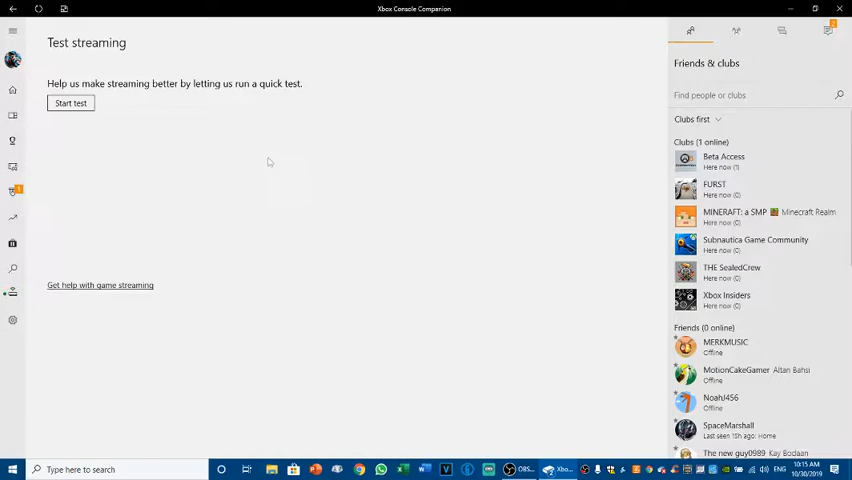 Xbox Console Companion
Test streaming
Help us make streaming better by letting us run a quick test.
Start test
Get help with game streaming
1
2
Friends & clubs
Find people or clubs
Clubs first
Clubs (1 online)
Beta Access
Here now (1)
FURST
Here now (0)
MINERAFT: a SMP Minecraft Realm
Here now (0)
Subnautica Game Community
Here now (0)
THE SealedCrew
Here now (0)
Xbox Insiders
Here now (0)
Friends (0 online)
MERKMUSIC
Offline
MotionCakeGamer Altan Bahsi
Offline
NoahJ456
Offline
SpaceMarshall
Last seen 15h ago: Home
The new guy0989 Kay Bodaan
Type here to search
OBS...
Xbo...
10:15 AM
10/30/2019